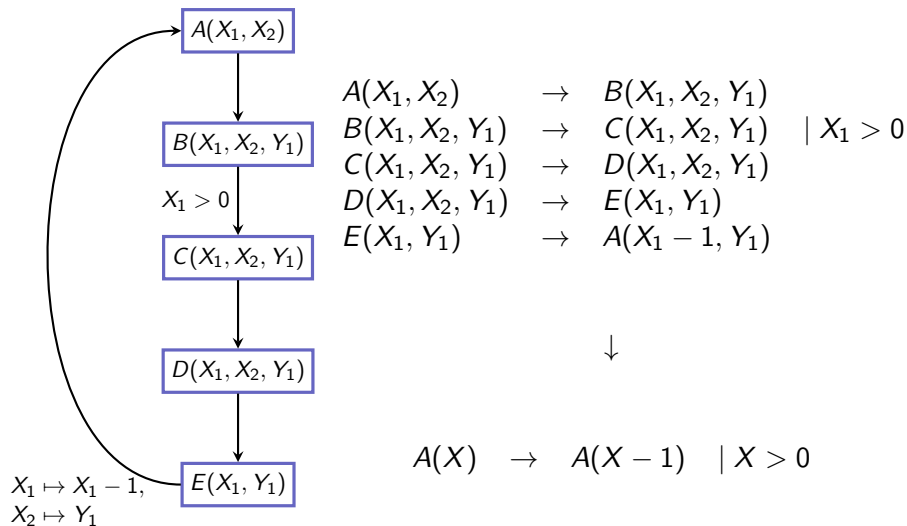 A(X₁, X₂)
B(X₁, X₂, Y₁)
X₁ > 0
C(X₁, X₂, Y₁)
D(X₁, X₂, Y₁)
E(X₁, Y₁)
X₁ ↦ X₁ − 1,
X₂ ↦ Y₁
A(X₁, X₂) → B(X₁, X₂, Y₁)
B(X₁, X₂, Y₁) → C(X₁, X₂, Y₁) | X₁ > 0
C(X₁, X₂, Y₁) → D(X₁, X₂, Y₁)
D(X₁, X₂, Y₁) → E(X₁, Y₁)
E(X₁, Y₁) → A(X₁ − 1, Y₁)
↓
A(X) → A(X − 1) | X > 0